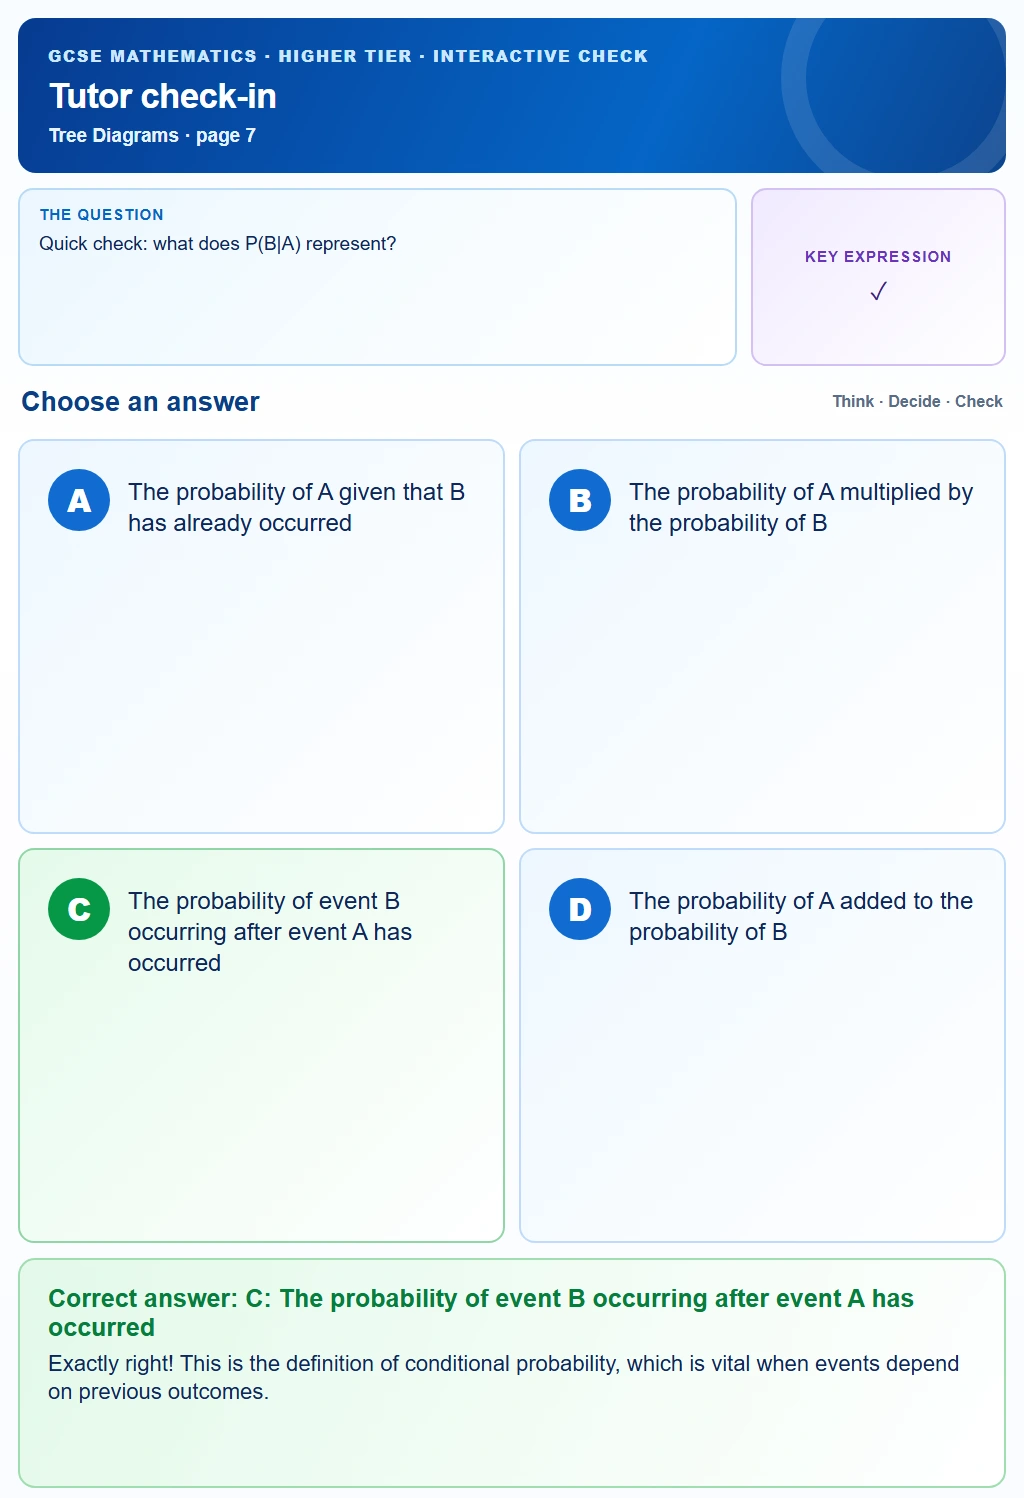 GCSE MATHEMATICS · HIGHER TIER · INTERACTIVE CHECK
Tutor check-in
Tree Diagrams · page 7
THE QUESTION
Quick check: what does P(B|A) represent?
KEY EXPRESSION
✓
Choose an answer
Think · Decide · Check
A
The probability of A given that B
has already occurred
B
The probability of A multiplied by
the probability of B
C
The probability of event B
occurring after event A has
occurred
D
The probability of A added to the
probability of B
Correct answer: C: The probability of event B occurring after event A has
occurred
Exactly right! This is the definition of conditional probability, which is vital when events depend
on previous outcomes.